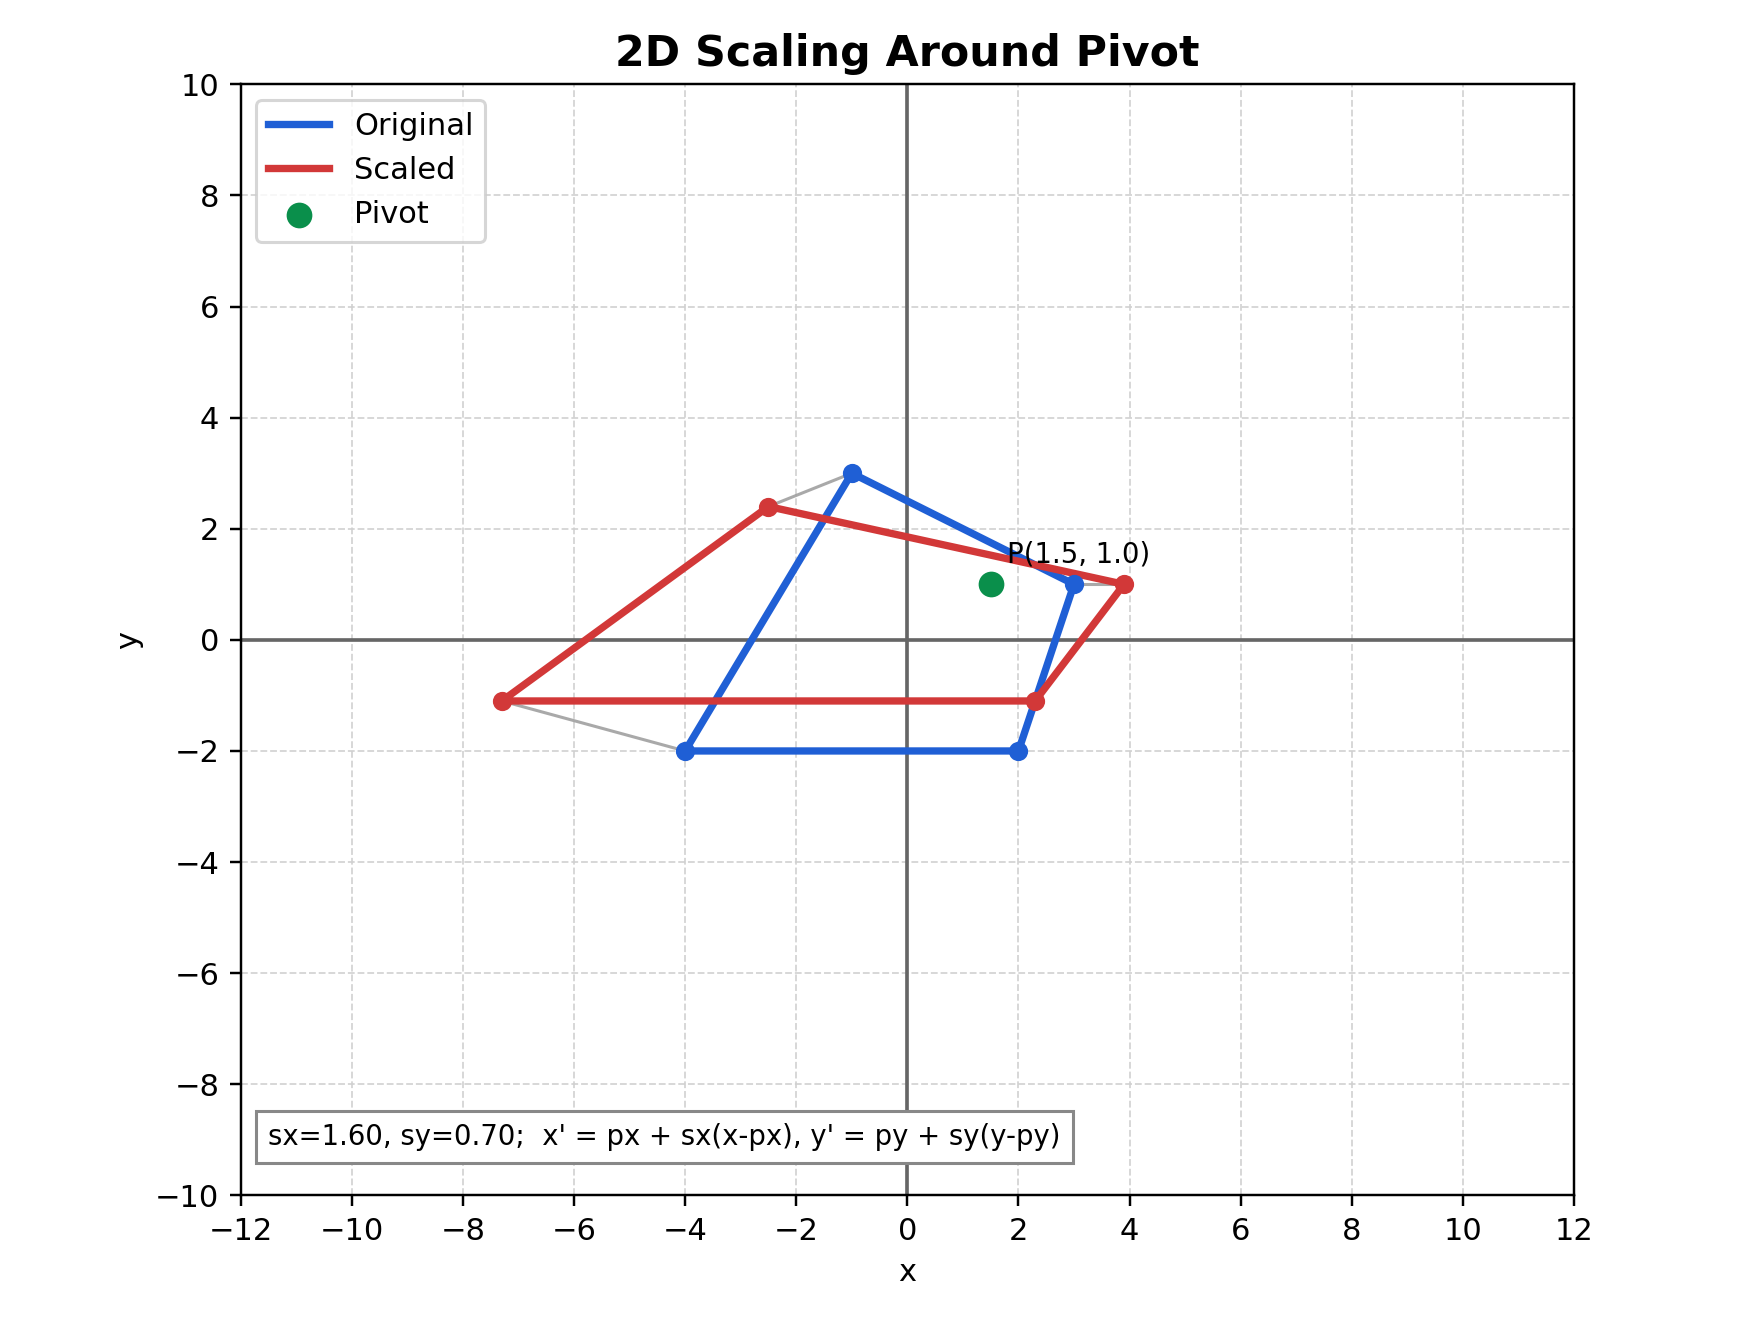 2D Scaling Around Pivot
10
8
6
4
2
0
−2
−4
−6
−8
−10
y
Original
Scaled
Pivot
P(1.5, 1.0)
sx=1.60, sy=0.70;  x' = px + sx(x-px), y' = py + sy(y-py)
−12 −10 −8 −6 −4 −2 0 2 4 6 8 10 12
x